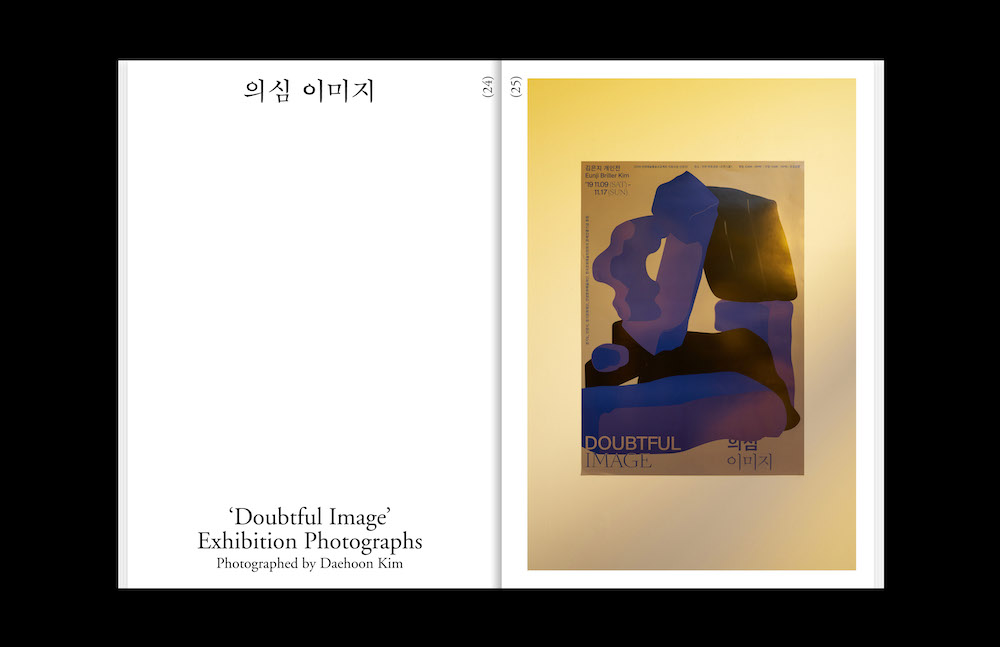 의심 이미지
(24)
‘Doubtful Image’
Exhibition Photographs
Photographed by Daehoon Kim
(25)
김은지 개인전
Eunji Briller Kim
'19 11.09 (SAT) -
11.17 (SUN)
DOUBTFUL
IMAGE
의심
이미지